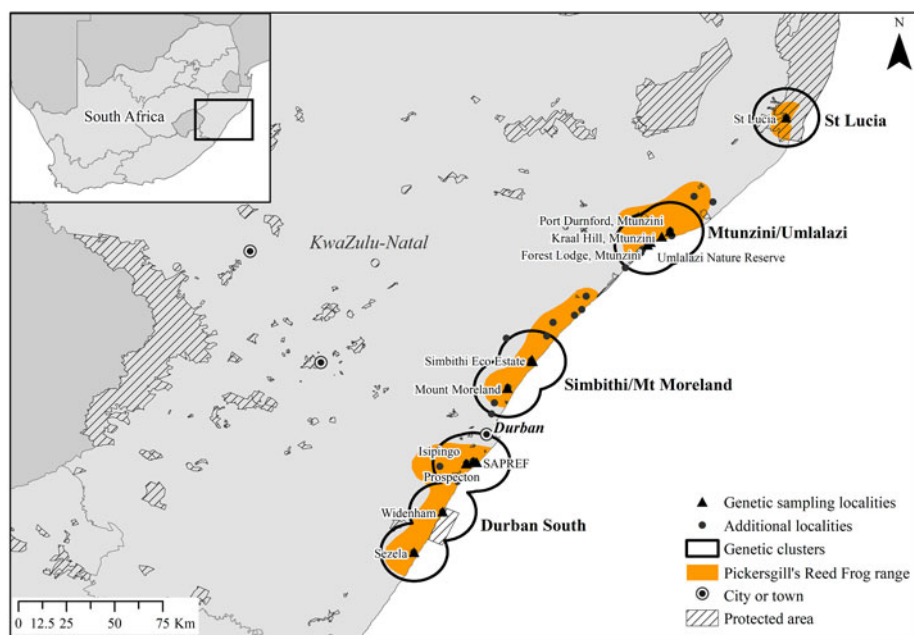 N
South Africa
St Lucia
St Lucia
Port Durnford, Mtunzini
Mtunzini/Umlalazi
Kraal Hill, Mtunzini
KwaZulu-Natal
Forest Lodge, Mtunzini
Umlalazi Nature Reserve
Simbithi Eco Estate
Simbithi/Mt Moreland
Mount Moreland
Durban
Isipingo
SAPREF
Prospecton
Widenham
Durban South
Sezela
Genetic sampling localities
Additional localities
Genetic clusters
Pickersgill's Reed Frog range
City or town
Protected area
0 12.5 25 50 75 Km